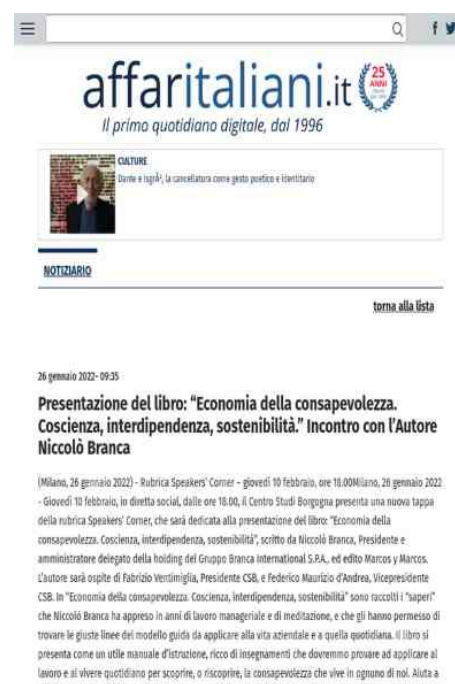 affaritaliani.it
25
ANNI
Il primo quotidiano digitale, dal 1996
CULTURE
Dante e IsgrÃ², la cancellatura come gesto poetico e identitario
NOTIZIARIO
torna alla lista
26 gennaio 2022- 09:35
Presentazione del libro: “Economia della consapevolezza.
Coscienza, interdipendenza, sostenibilità.” Incontro con l’Autore
Niccolò Branca
(Milano, 26 gennaio 2022) - Rubrica Speakers’ Corner – giovedì 10 febbraio, ore 18.00Milano, 26 gennaio 2022
- Giovedì 10 febbraio, in diretta social, dalle ore 18.00, il Centro Studi Borgogna presenta una nuova tappa
della rubrica Speakers’ Corner, che sarà dedicata alla presentazione del libro: “Economia della
consapevolezza. Coscienza, interdipendenza, sostenibilità”, scritto da Niccolò Branca, Presidente e
amministratore delegato della holding del Gruppo Branca International S.P.A., ed edito Marcos y Marcos.
L’autore sarà ospite di Fabrizio Ventimiglia, Presidente CSB, e Federico Maurizio d’Andrea, Vicepresidente
CSB. In “Economia della consapevolezza. Coscienza, interdipendenza, sostenibilità” sono raccolti i “saperi”
che Niccolò Branca ha appreso in anni di lavoro manageriale e di meditazione, e che gli hanno permesso di
trovare le giuste linee del modello guida da applicare alla vita aziendale e a quella quotidiana. Il libro si
presenta come un utile manuale d’istruzione, ricco di insegnamenti che dovremmo provare ad applicare al
lavoro e al vivere quotidiano per scoprire, o riscoprire, la consapevolezza che vive in ognuno di noi. Aiuta a